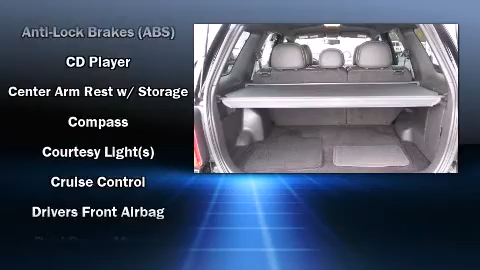 Anti-Lock Brakes (ABS)
CD Player
Center Arm Rest w/ Storage
Compass
Courtesy Light(s)
Cruise Control
Drivers Front Airbag